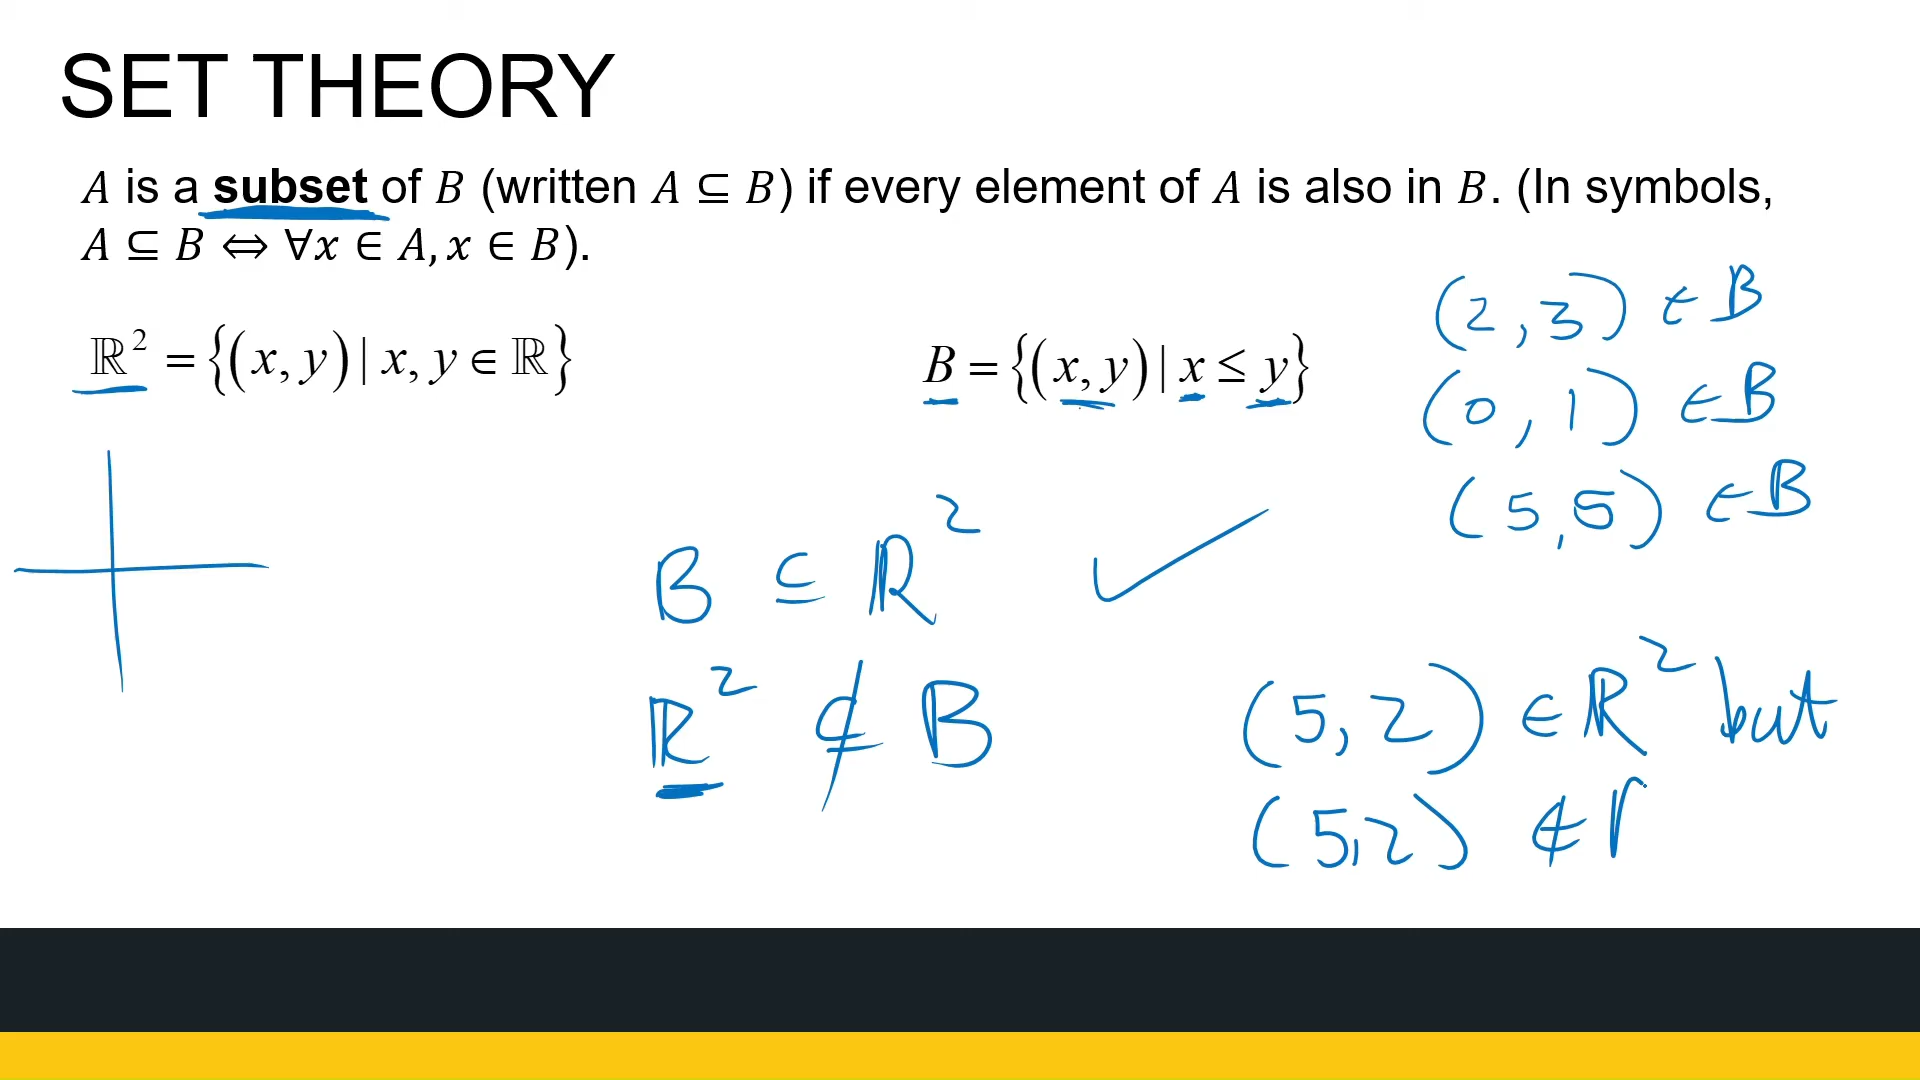 SET THEORY
A is a subset of B (written A ⊆ B) if every element of A is also in B. (In symbols,
A ⊆ B ⇔ ∀x ∈ A, x ∈ B).
ℝ² = {(x, y) | x, y ∈ ℝ}
B = {(x, y) | x ≤ y}
(2,3) ∈ B
(0,1) ∈ B
(5,5) ∈ B
B ⊆ ℝ² ✓
ℝ² ⊈ B
(5,2) ∈ ℝ² but
(5,2) ∉